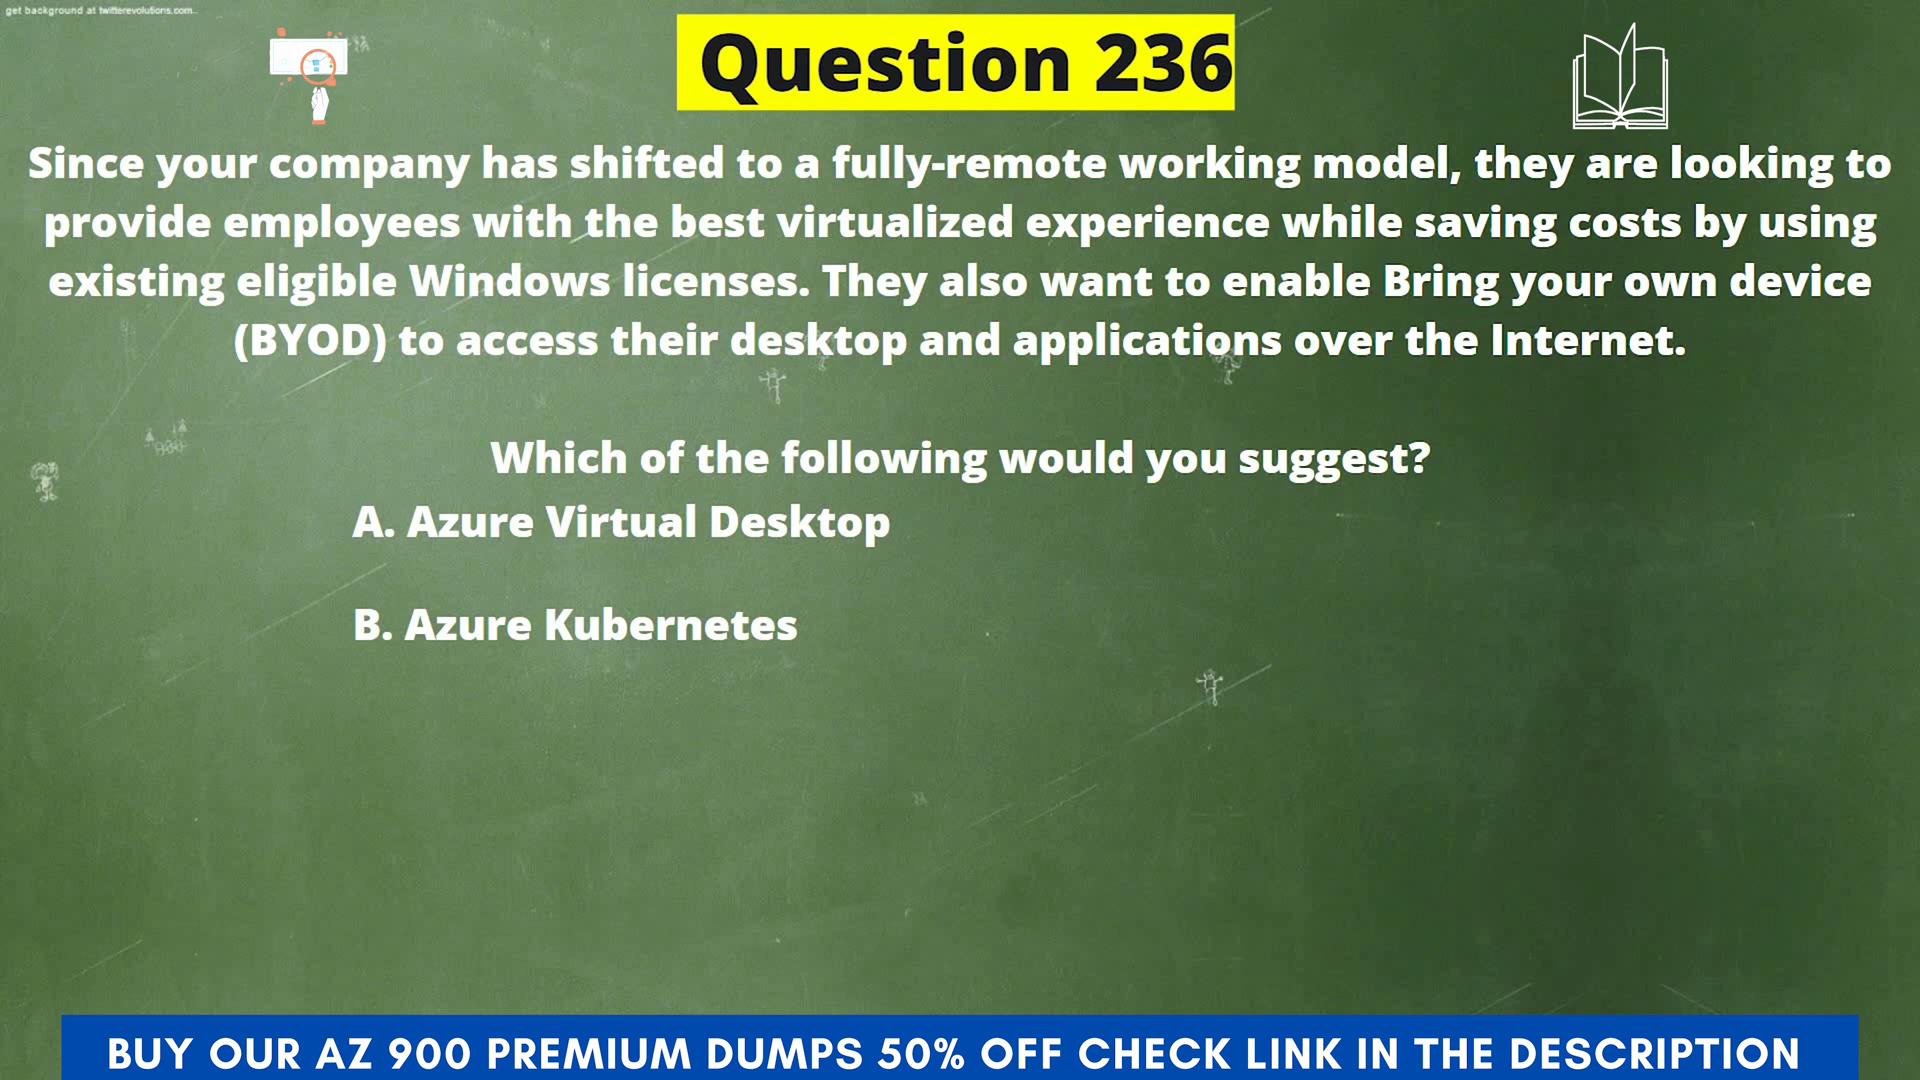 get background at twitterevolutions.com..
Question 236
Since your company has shifted to a fully-remote working model, they are looking to
provide employees with the best virtualized experience while saving costs by using
existing eligible Windows licenses. They also want to enable Bring your own device
(BYOD) to access their desktop and applications over the Internet.
Which of the following would you suggest?
A. Azure Virtual Desktop
B. Azure Kubernetes
BUY OUR AZ 900 PREMIUM DUMPS 50% OFF CHECK LINK IN THE DESCRIPTION